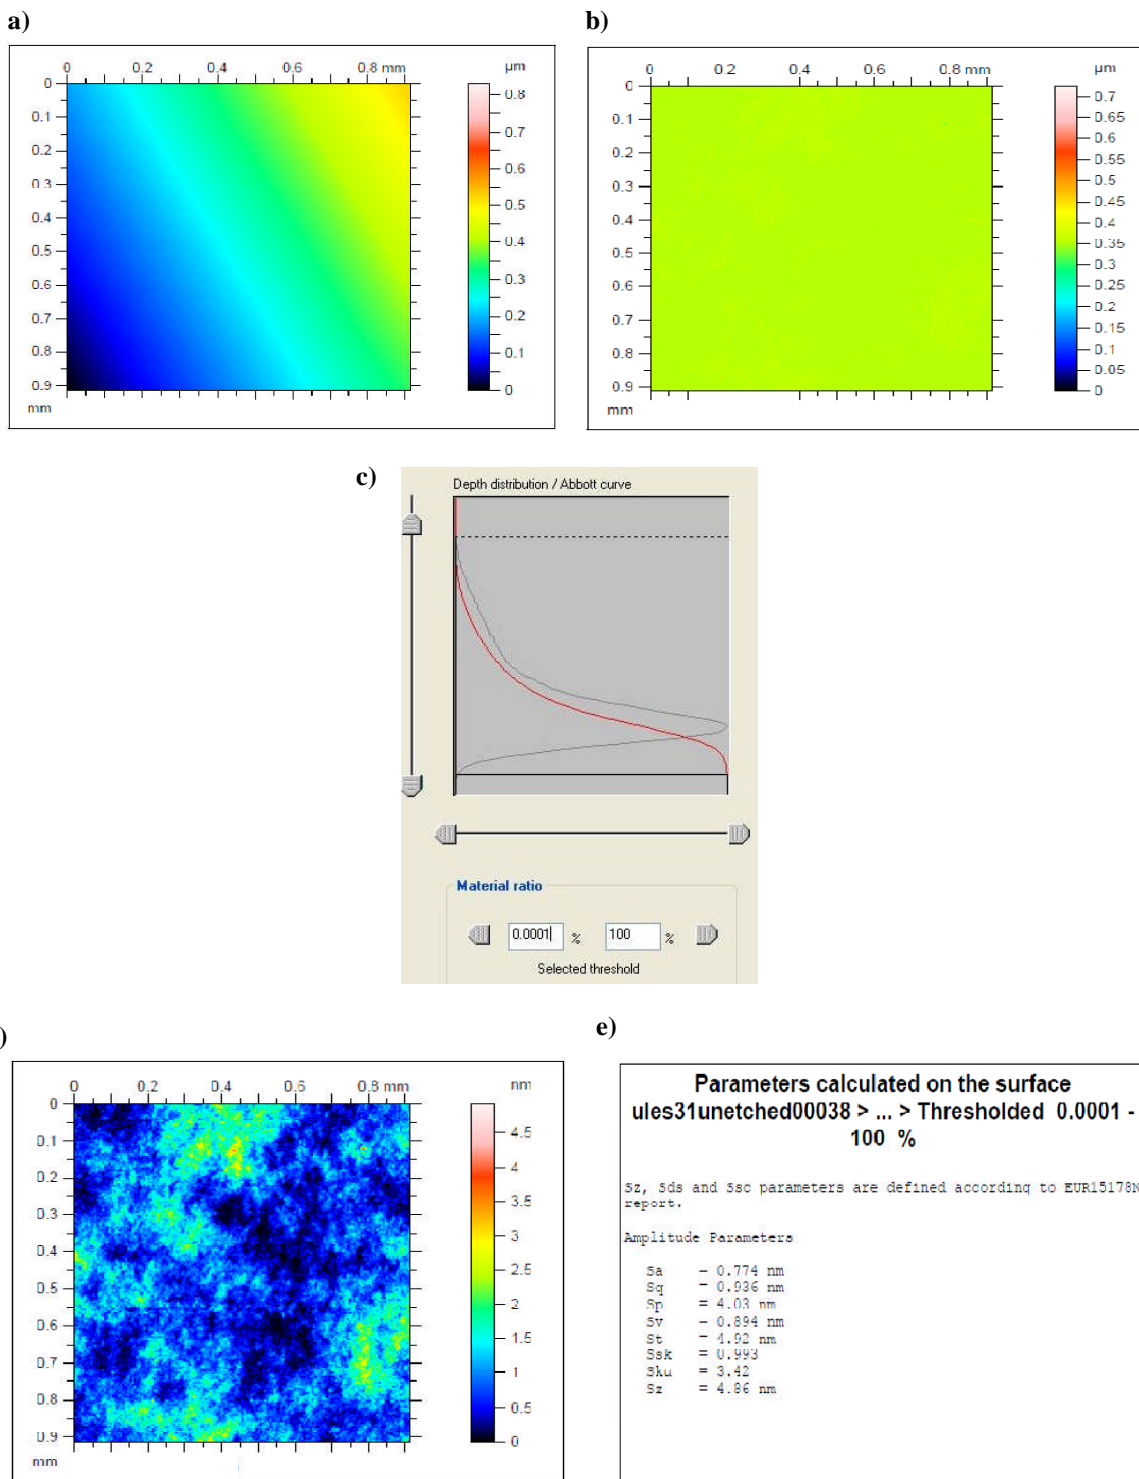 a)
b)
0 0.2 0.4 0.6 0.8 mm
µm
0
0.1
0.2
0.3
0.4
0.5
0.6
0.7
0.8
0.9
mm
0.8
0.7
0.6
0.5
0.4
0.3
0.2
0.1
0
0 0.2 0.4 0.6 0.8 mm
µm
0
0.1
0.2
0.3
0.4
0.5
0.6
0.7
0.8
0.9
mm
0.7
0.65
0.6
0.55
0.5
0.45
0.4
0.35
0.3
0.25
0.2
0.15
0.1
0.05
0
c)
Depth distribution / Abbott curve
Material ratio
0.0001 % 100 %
Selected threshold
)
e)
0 0.2 0.4 0.6 0.8 mm
nm
0
0.1
0.2
0.3
0.4
0.5
0.6
0.7
0.8
0.9
mm
4.5
4
3.5
3
2.5
2
1.5
1
0.5
0
Parameters calculated on the surface
ules31unetched00038 > ... > Thresholded 0.0001 -
100 %
Sz, Sds and Ssc parameters are defined according to EUR15178N
report.
Amplitude Parameters
Sa = 0.774 nm
Sq = 0.936 nm
Sp = 4.03 nm
Sv = 0.894 nm
St = 4.92 nm
Ssk = 0.993
Sku = 3.42
Sz = 4.86 nm